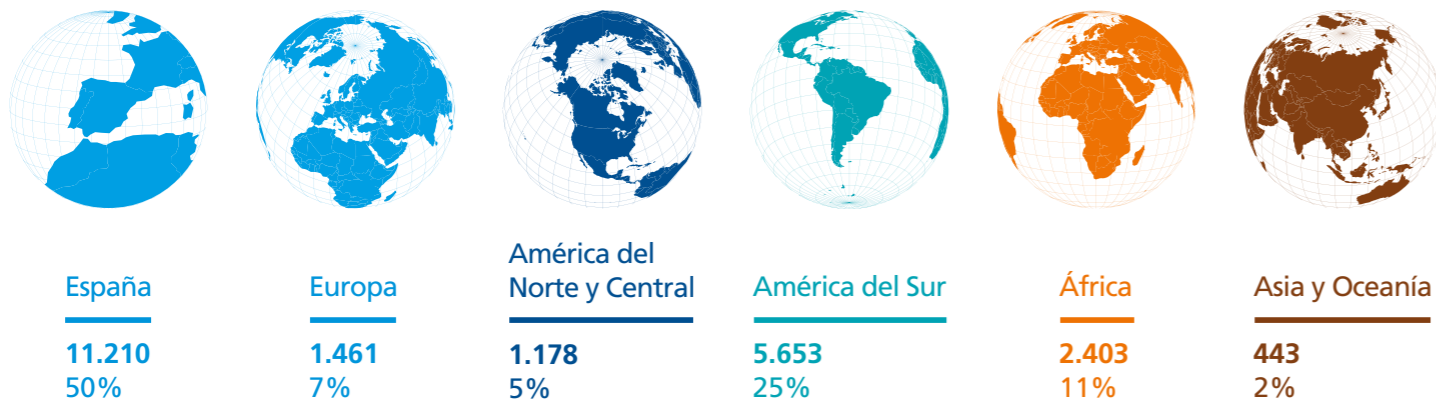 España
11.210
50%
Europa
1.461
7%
América del
Norte y Central
1.178
5%
América del Sur
5.653
25%
África
2.403
11%
Asia y Oceanía
443
2%